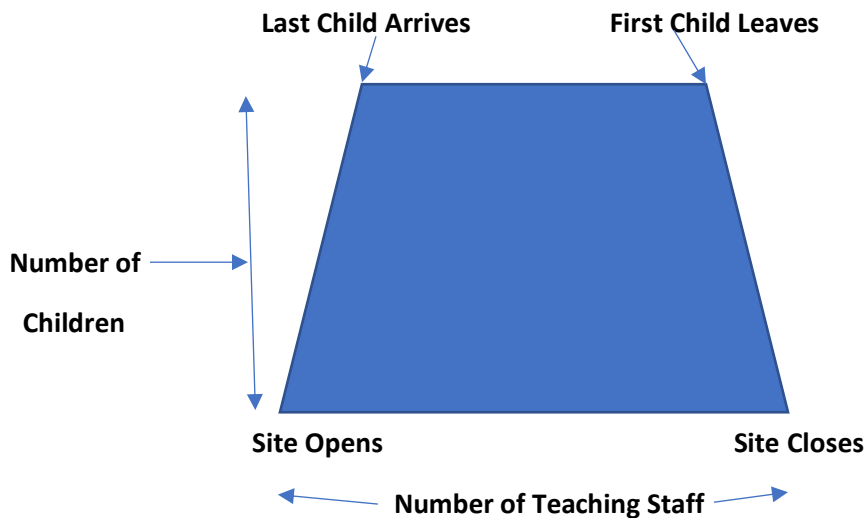 Last Child Arrives
First Child Leaves
Number of
Children
Site Opens
Site Closes
Number of Teaching Staff